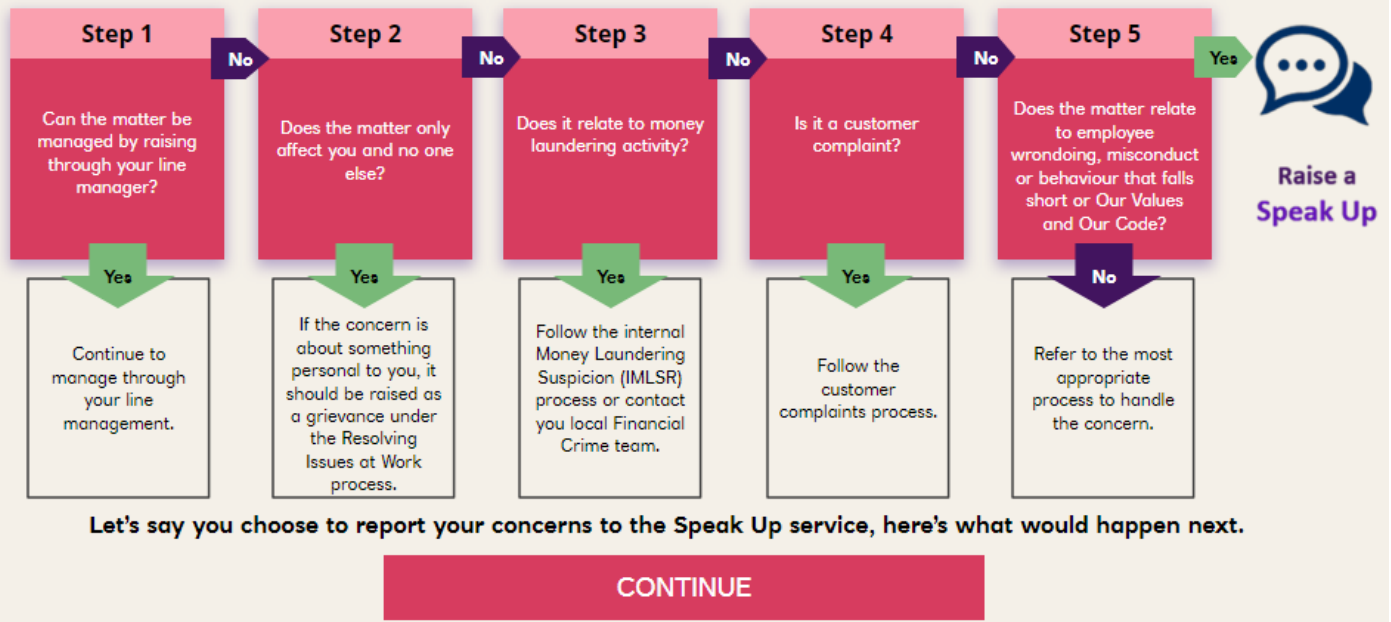 Step 1
No
Can the matter be
managed by raising
through your line
manager?
Yes
Continue to
manage through
your line
management.
Step 2
No
Does the matter only
affect you and no one
else?
Yes
If the concern is
about something
personal to you, it
should be raised as
a grievance under
the Resolving
Issues at Work
process.
Step 3
No
Does it relate to money
laundering activity?
Yes
Follow the internal
Money Laundering
Suspicion (IMLSR)
process or contact
you local Financial
Crime team.
Step 4
No
Is it a customer
complaint?
Yes
Follow the
customer
complaints process.
Step 5
Yes
Does the matter relate
to employee
wrondoing, misconduct
or behaviour that falls
short or Our Values
and Our Code?
No
Refer to the most
appropriate
process to handle
the concern.
Raise a
Speak Up
Let's say you choose to report your concerns to the Speak Up service, here's what would happen next.
CONTINUE